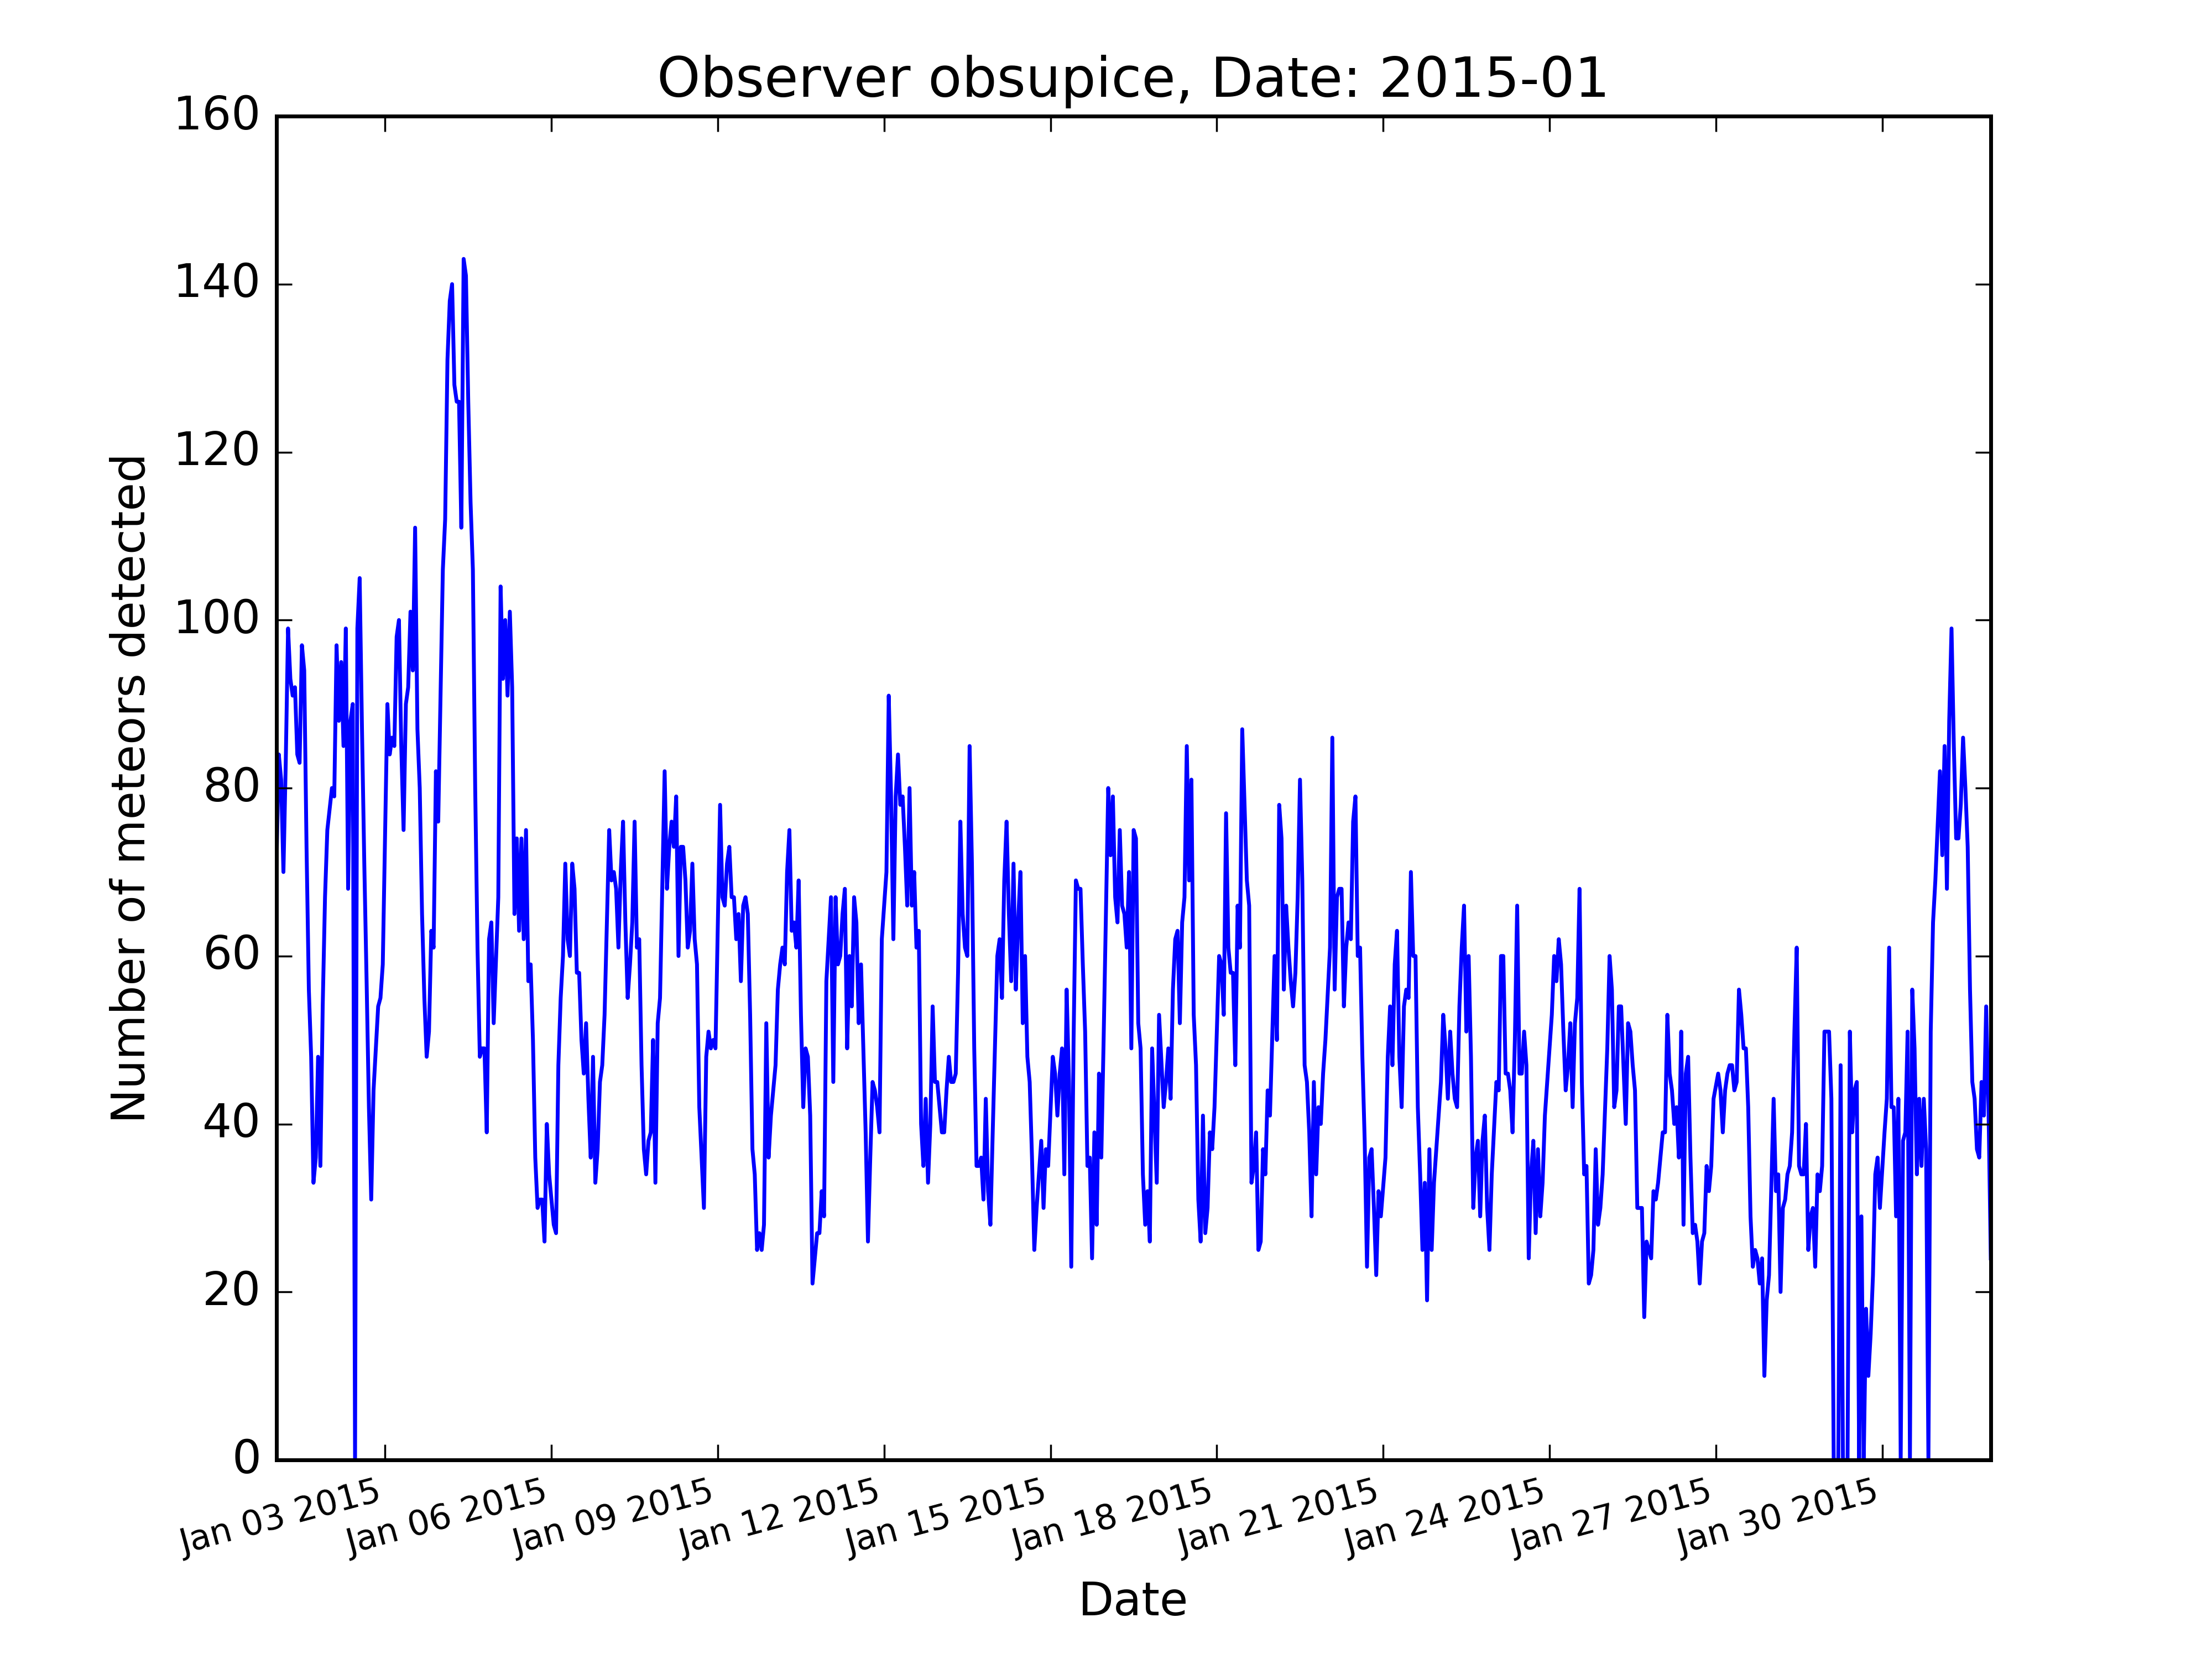 Observer obsupice, Date: 2015-01
160
140
120
100
80
60
40
20
0
Number of meteors detected
Jan 03 2015
Jan 06 2015
Jan 09 2015
Jan 12 2015
Jan 15 2015
Jan 18 2015
Jan 21 2015
Jan 24 2015
Jan 27 2015
Jan 30 2015
Date